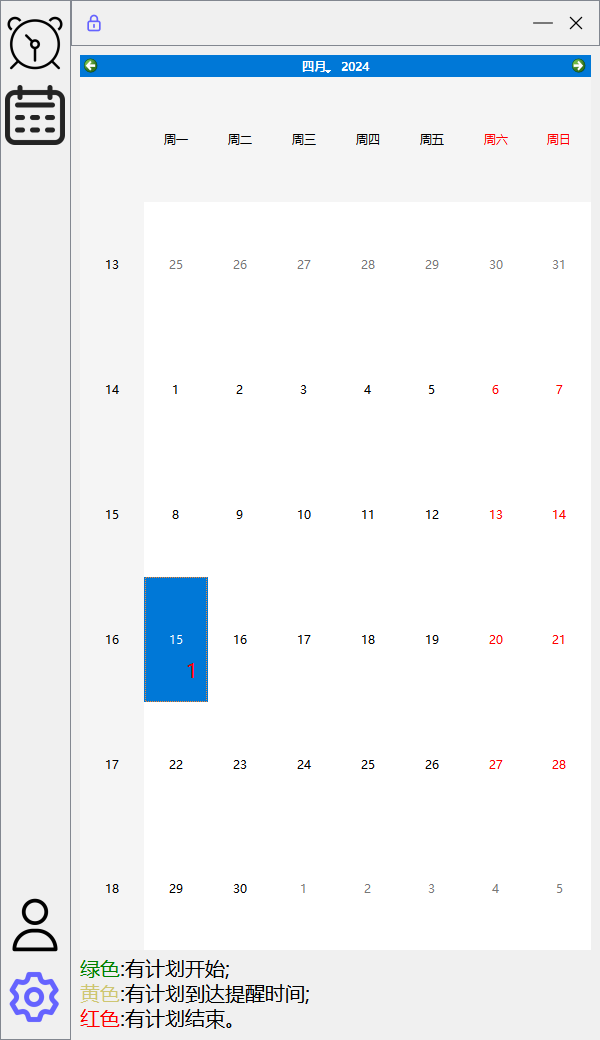 四月 2024
周一 周二 周三 周四 周五 周六 周日
13 25 26 27 28 29 30 31
14 1 2 3 4 5 6 7
15 8 9 10 11 12 13 14
16 15 16 17 18 19 20 21
1
17 22 23 24 25 26 27 28
18 29 30 1 2 3 4 5
绿色:有计划开始;
黄色:有计划到达提醒时间;
红色:有计划结束。